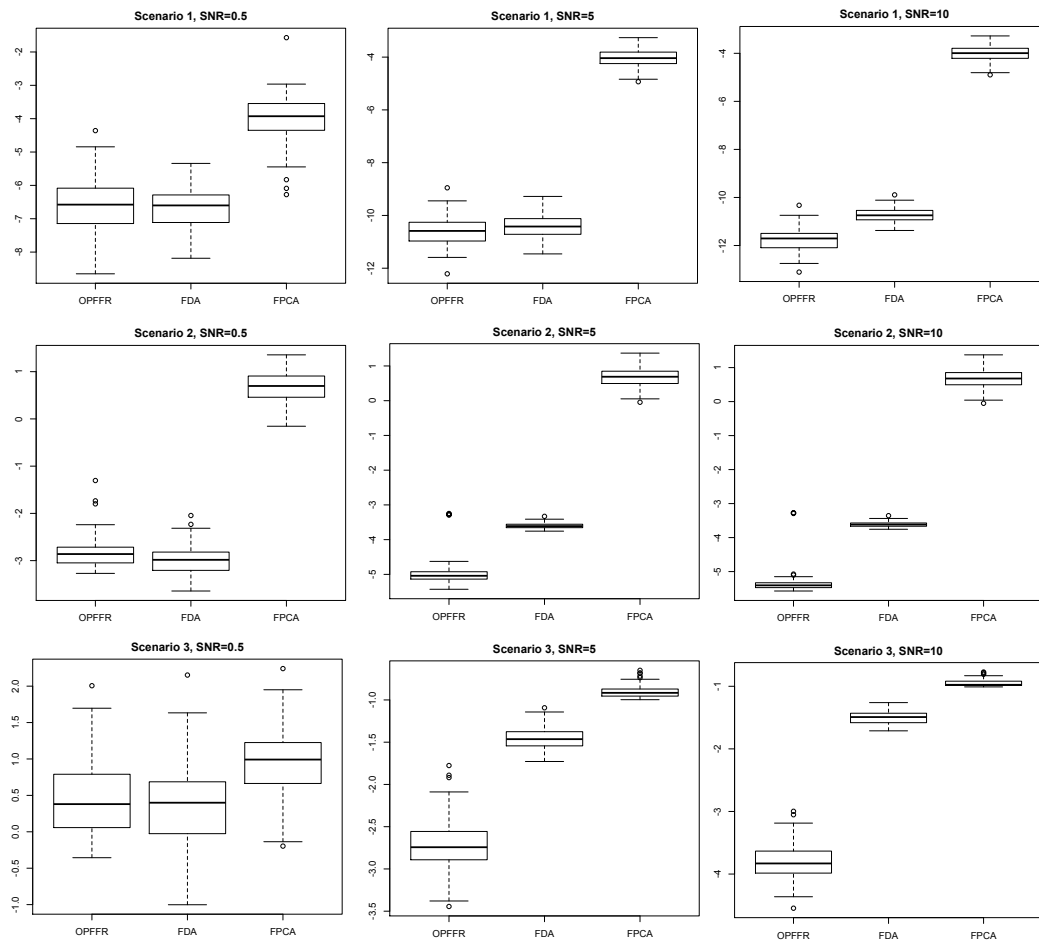 Scenario 1, SNR=0.5
-2
-3
-4
-5
-6
-7
-8
OPFFR FDA FPCA
Scenario 1, SNR=5
-4
-6
-8
-10
-12
OPFFR FDA FPCA
Scenario 1, SNR=10
-4
-6
-8
-10
-12
OPFFR FDA FPCA
Scenario 2, SNR=0.5
1
0
-1
-2
-3
OPFFR FDA FPCA
Scenario 2, SNR=5
1
0
-1
-2
-3
-4
-5
OPFFR FDA FPCA
Scenario 2, SNR=10
1
0
-1
-2
-3
-4
-5
OPFFR FDA FPCA
Scenario 3, SNR=0.5
2.0
1.5
1.0
0.5
0.0
-0.5
-1.0
OPFFR FDA FPCA
Scenario 3, SNR=5
-1.0
-1.5
-2.0
-2.5
-3.0
-3.5
OPFFR FDA FPCA
Scenario 3, SNR=10
-1
-2
-3
-4
OPFFR FDA FPCA